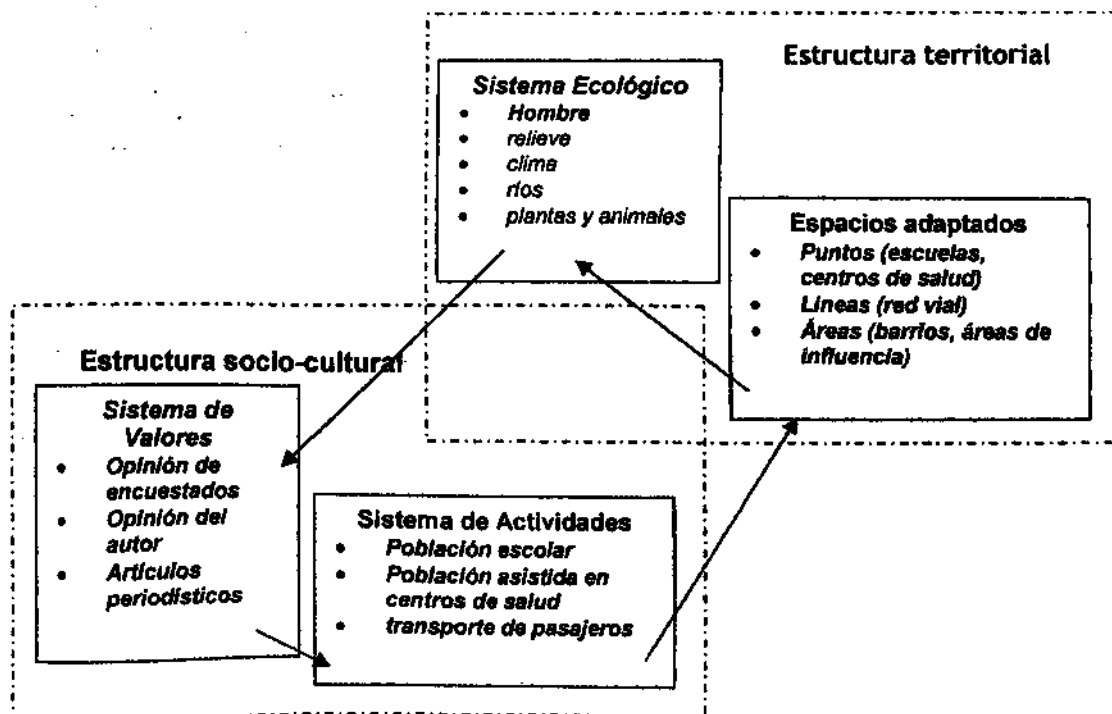 Estructura territorial
Sistema Ecológico
• Hombre
• relieve
• clima
• ríos
• plantas y animales
Espacios adaptados
• Puntos (escuelas,
centros de salud)
• Líneas (red vial)
• Áreas (barrios, áreas de
influencia)
Estructura socio-cultural
Sistema de
Valores
• Opinión de
encuestados
• Opinión del
autor
• Artículos
periodísticos
Sistema de Actividades
• Población escolar
• Población asistida en
centros de salud
• transporte de pasajeros